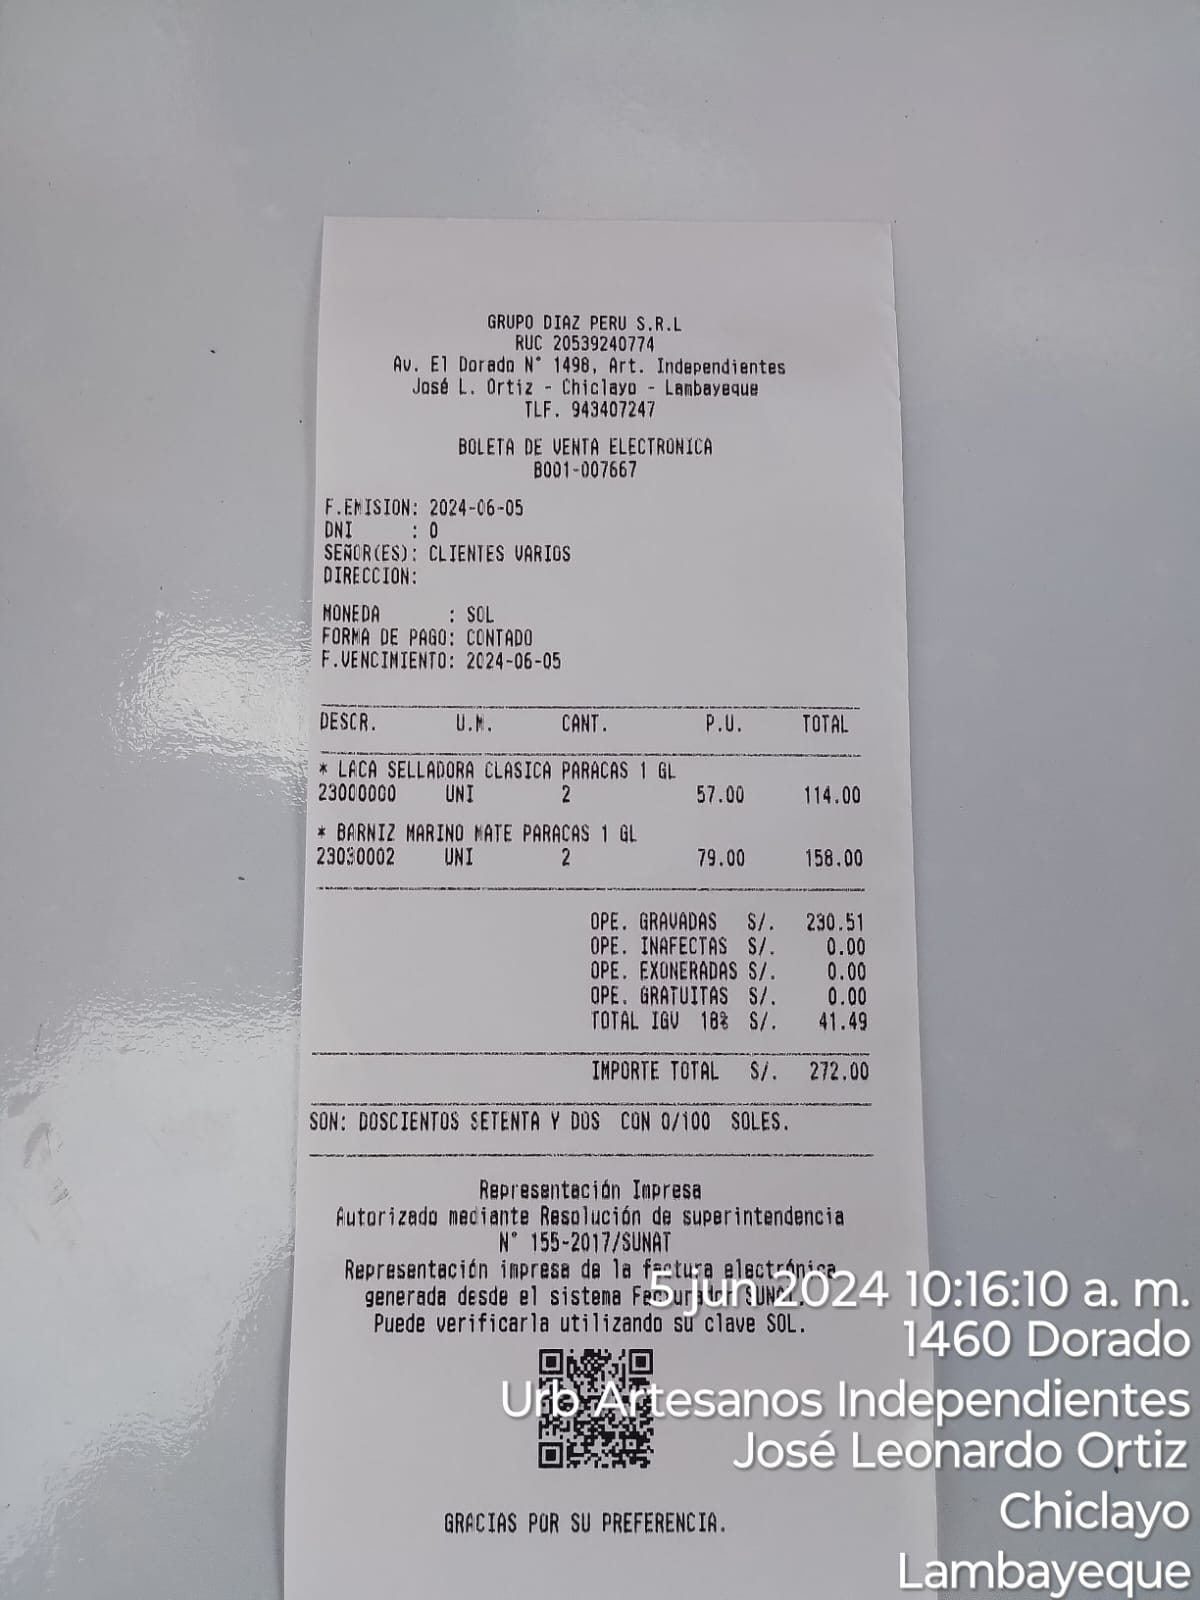 GRUPO DIAZ PERU S.R.L
RUC 20539240774
Av. El Dorado N° 1498, Art. Independientes
José L. Ortiz - Chiclayo - Lambayeque
TLF. 943407247
BOLETA DE VENTA ELECTRONICA
B001-007667
F.EMISION: 2024-06-05
DNI : 0
SEÑOR(ES): CLIENTES VARIOS
DIRECCION:
MONEDA : SOL
FORMA DE PAGO: CONTADO
F.VENCIMIENTO: 2024-06-05
DESCR. U.M. CANT. P.U. TOTAL
* LACA SELLADORA CLASICA PARACAS 1 GL
23000000 UNI 2 57.00 114.00
* BARNIZ MARINO MATE PARACAS 1 GL
23030002 UNI 2 79.00 158.00
OPE. GRAVADAS S/. 230.51
OPE. INAFECTAS S/. 0.00
OPE. EXONERADAS S/. 0.00
OPE. GRATUITAS S/. 0.00
TOTAL IGV 18% S/. 41.49
IMPORTE TOTAL S/. 272.00
SON: DOSCIENTOS SETENTA Y DOS CON 0/100 SOLES.
Representación Impresa
Autorizado mediante Resolución de superintendencia
N° 155-2017/SUNAT
Representación impresa de la factura electrónica
generada desde el sistema Facturador SUNAT.
Puede verificarla utilizando su clave SOL.
GRACIAS POR SU PREFERENCIA.
5 jun 2024 10:16:10 a. m.
1460 Dorado
Urb Artesanos Independientes
José Leonardo Ortiz
Chiclayo
Lambayeque